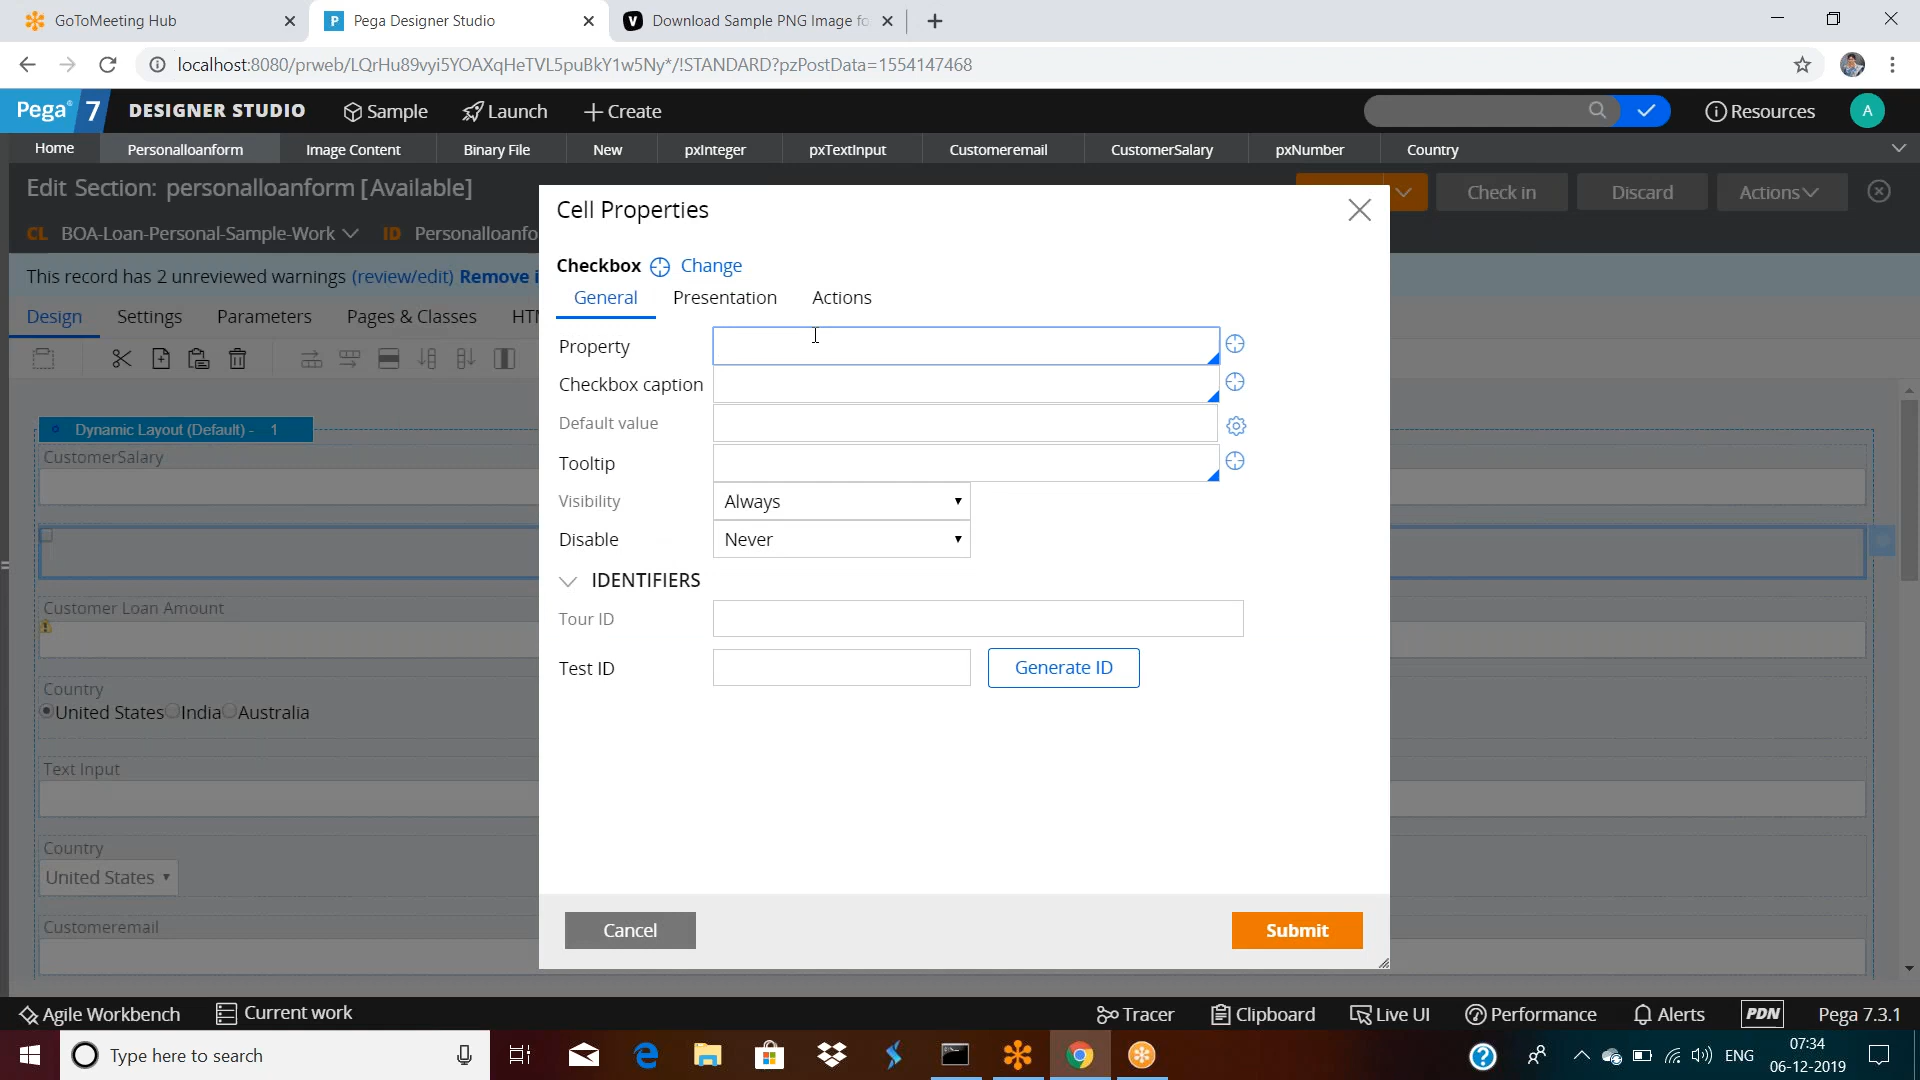 GoToMeeting Hub
Pega Designer Studio
Download Sample PNG Image fo
localhost:8080/prweb/LQrHu89vyi5YOAXqHeTVL5puBkY1w5Ny*/!STANDARD?pzPostData=1554147468
Pega 7 DESIGNER STUDIO Sample Launch Create Resources A
Home Personalloanform Image Content Binary File New pxInteger pxTextInput Customeremail CustomerSalary pxNumber Country
Edit Section: personalloanform [Available] Check in Discard Actions
CL BOA-Loan-Personal-Sample-Work ID Personalloanfo
This record has 2 unreviewed warnings (review/edit) Remove i
Design Settings Parameters Pages & Classes HT
Dynamic Layout (Default) - 1
CustomerSalary
Customer Loan Amount
Country
United States India Australia
Text Input
Country
United States
Customeremail
Cell Properties
Checkbox Change
General Presentation Actions
Property
Checkbox caption
Default value
Tooltip
Visibility Always
Disable Never
IDENTIFIERS
Tour ID
Test ID Generate ID
Cancel Submit
Agile Workbench Current work Tracer Clipboard Live UI Performance Alerts PDN Pega 7.3.1
Type here to search ENG 07:34
06-12-2019